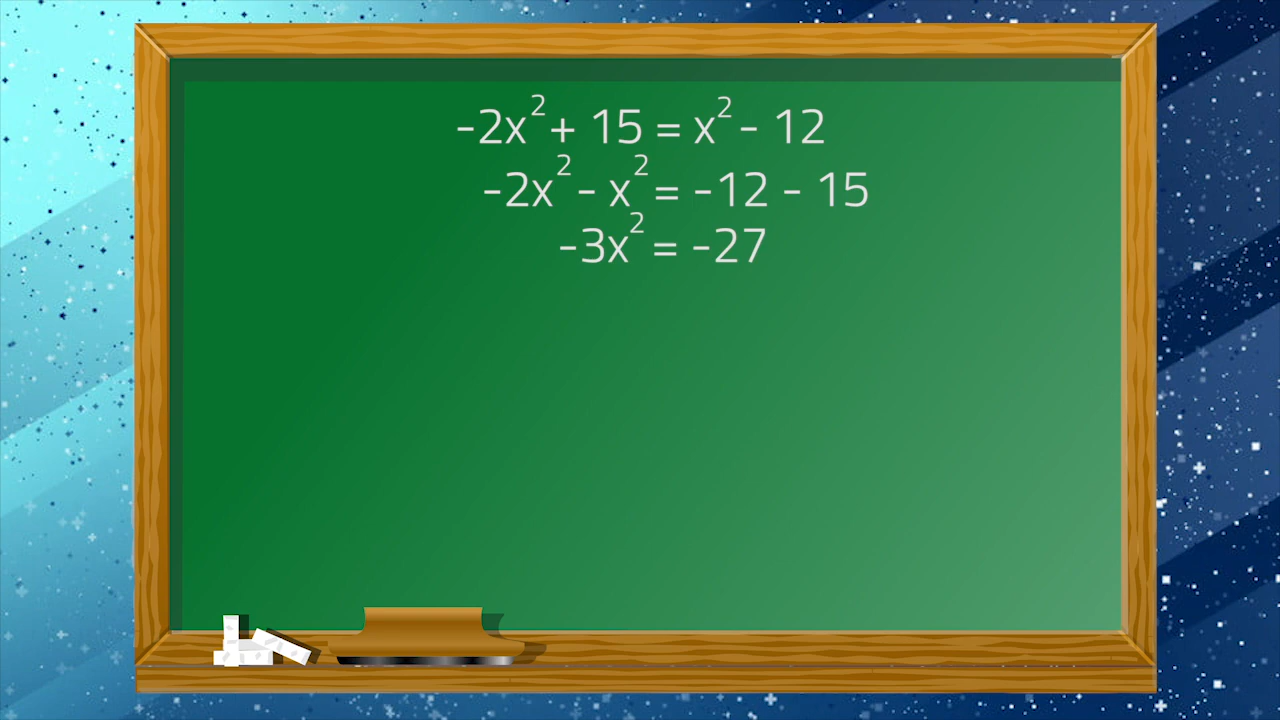 -2x²+ 15 = x² - 12
-2x² - x² = -12 - 15
-3x² = -27